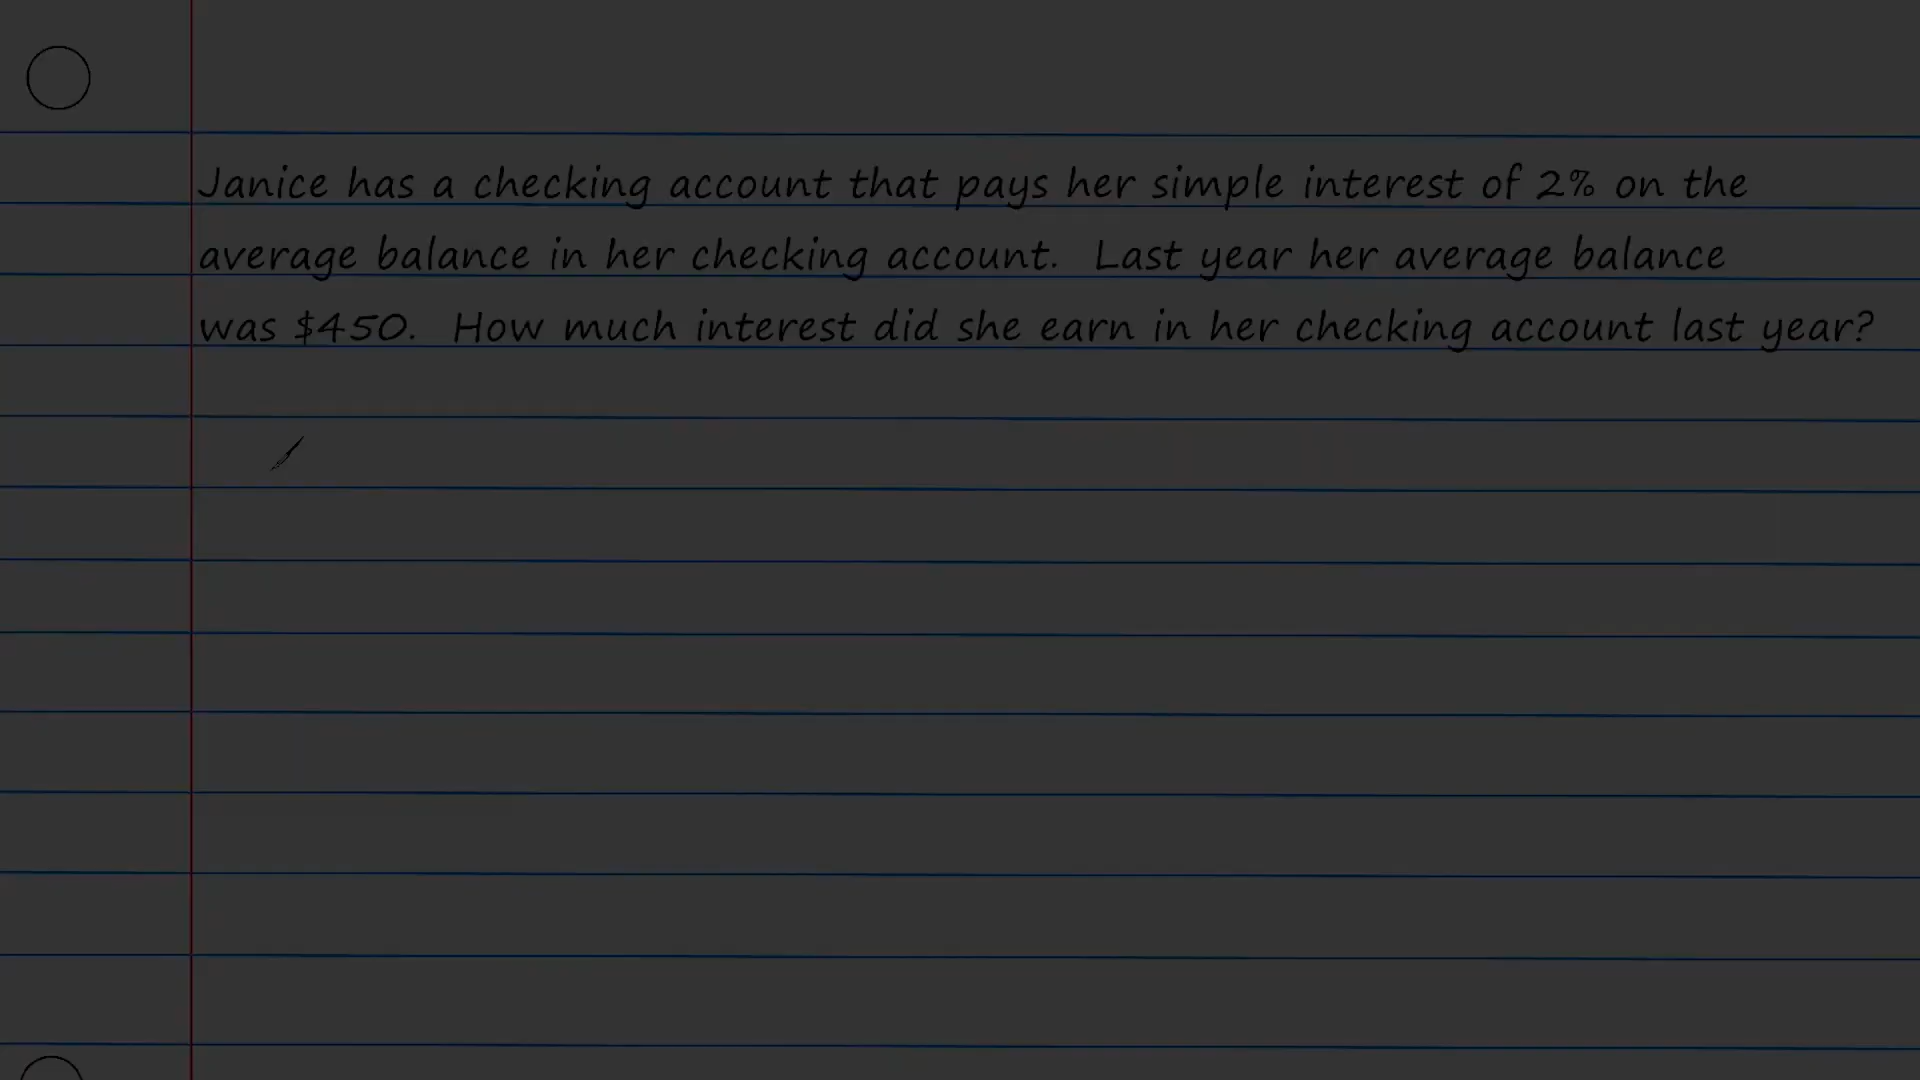 Janice has a checking account that pays her simple interest of 2% on the
average balance in her checking account. Last year her average balance
was $450. How much interest did she earn in her checking account last year?